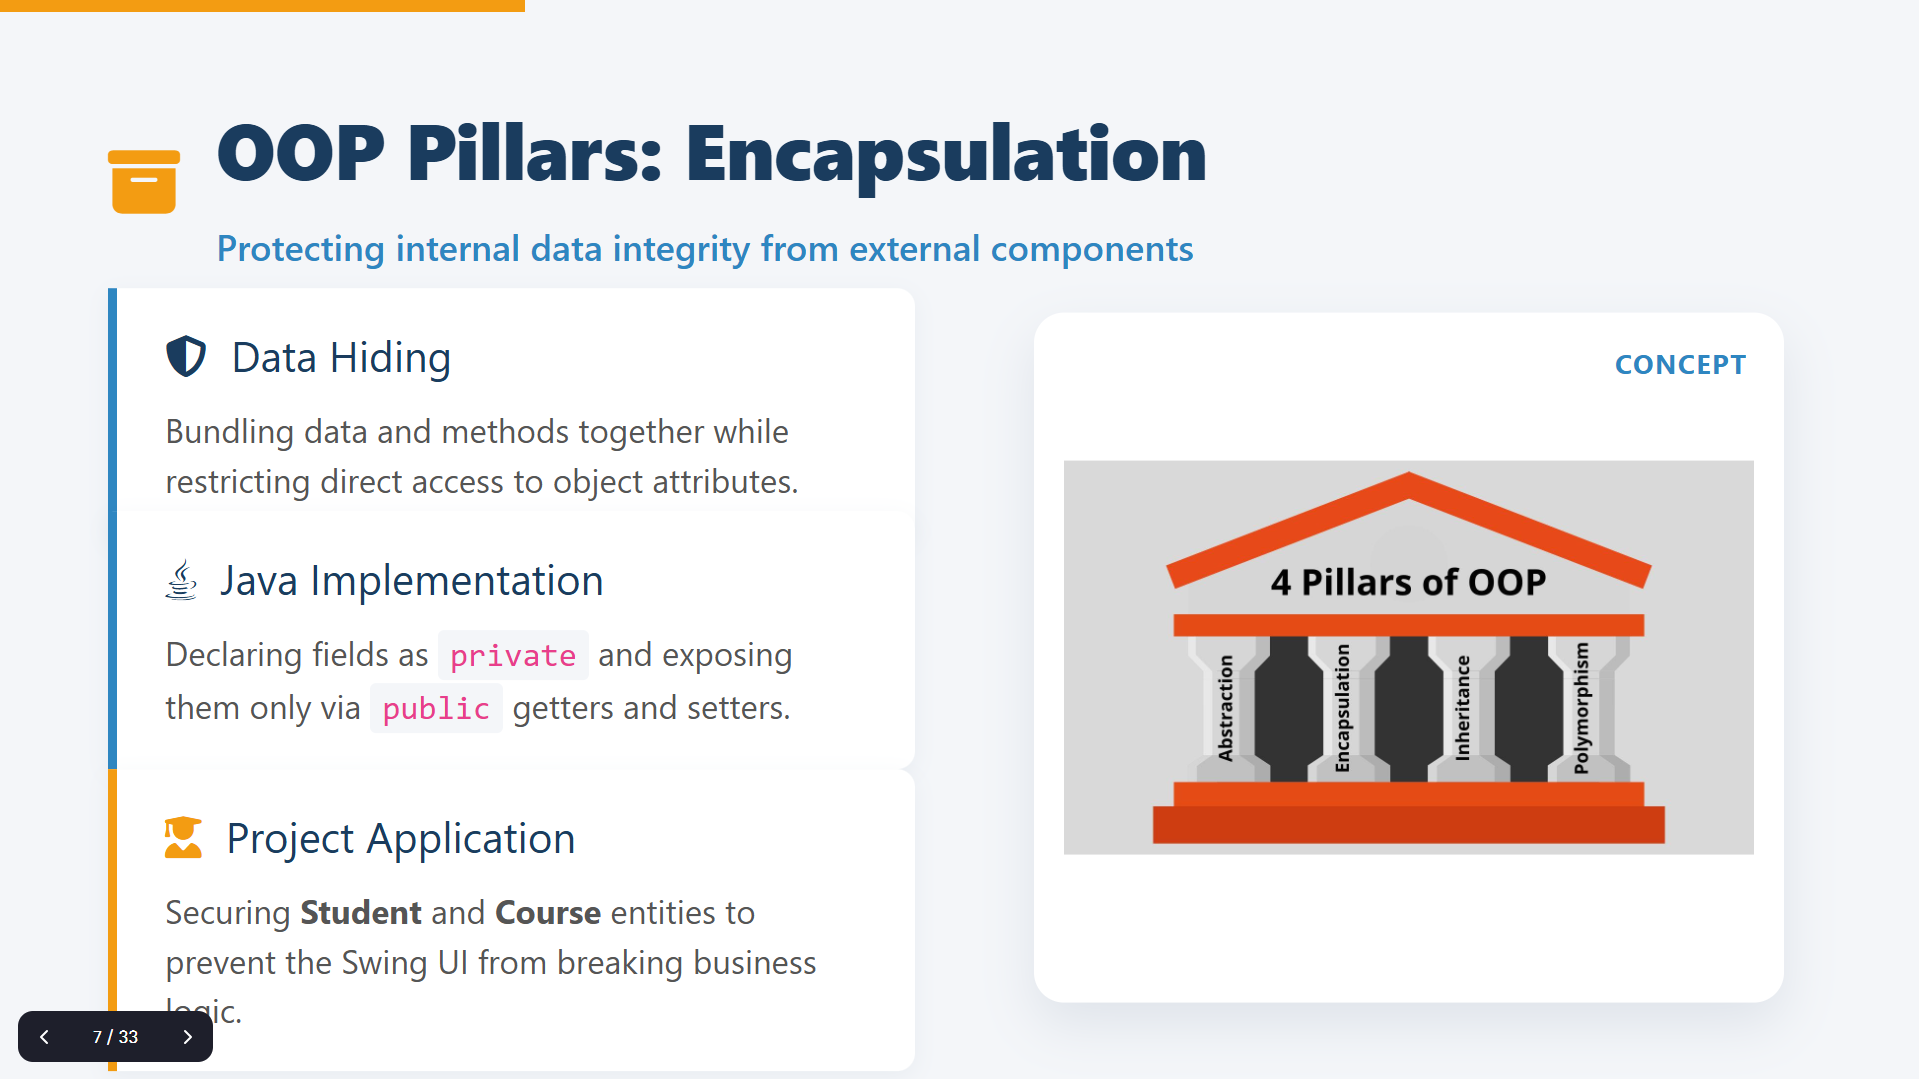 OOP Pillars: Encapsulation
Protecting internal data integrity from external components
Data Hiding
Bundling data and methods together while
restricting direct access to object attributes.
Java Implementation
Declaring fields as private and exposing
them only via public getters and setters.
Project Application
Securing Student and Course entities to
prevent the Swing UI from breaking business
logic.
7 / 33
CONCEPT
4 Pillars of OOP
Abstraction
Encapsulation
Inheritance
Polymorphism